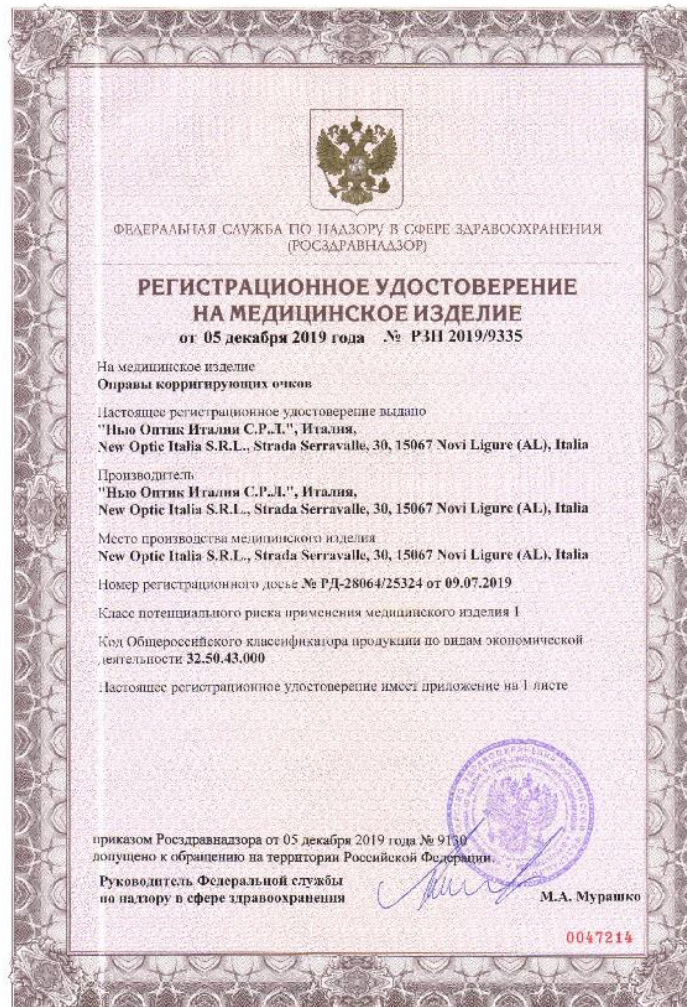 ФЕДЕРАЛЬНАЯ СЛУЖБА ПО НАДЗОРУ В СФЕРЕ ЗДРАВООХРАНЕНИЯ
(РОСЗДРАВНАДЗОР)
РЕГИСТРАЦИОННОЕ УДОСТОВЕРЕНИЕ
НА МЕДИЦИНСКОЕ ИЗДЕЛИЕ
от 05 декабря 2019 года № РЗН 2019/9335
На медицинское изделие
Оправы корригирующих очков
Настоящее регистрационное удостоверение выдано
"Нью Оптик Италия С.Р.Л.", Италия,
New Optic Italia S.R.L., Strada Serravalle, 30, 15067 Novi Ligure (AL), Italia
Производитель
"Нью Оптик Италия С.Р.Л.", Италия,
New Optic Italia S.R.L., Strada Serravalle, 30, 15067 Novi Ligure (AL), Italia
Место производства медицинского изделия
New Optic Italia S.R.L., Strada Serravalle, 30, 15067 Novi Ligure (AL), Italia
Номер регистрационного досье № РД-28064/25324 от 09.07.2019
Класс потенциального риска применения медицинского изделия 1
Код Общероссийского классификатора продукции по видам экономической
деятельности 32.50.43.000
Настоящее регистрационное удостоверение имеет приложение на 1 листе
приказом Росздравнадзора от 05 декабря 2019 года № 9130
допущено к обращению на территории Российской Федерации.
Руководитель Федеральной службы
по надзору в сфере здравоохранения
М.А. Мурашко
0047214